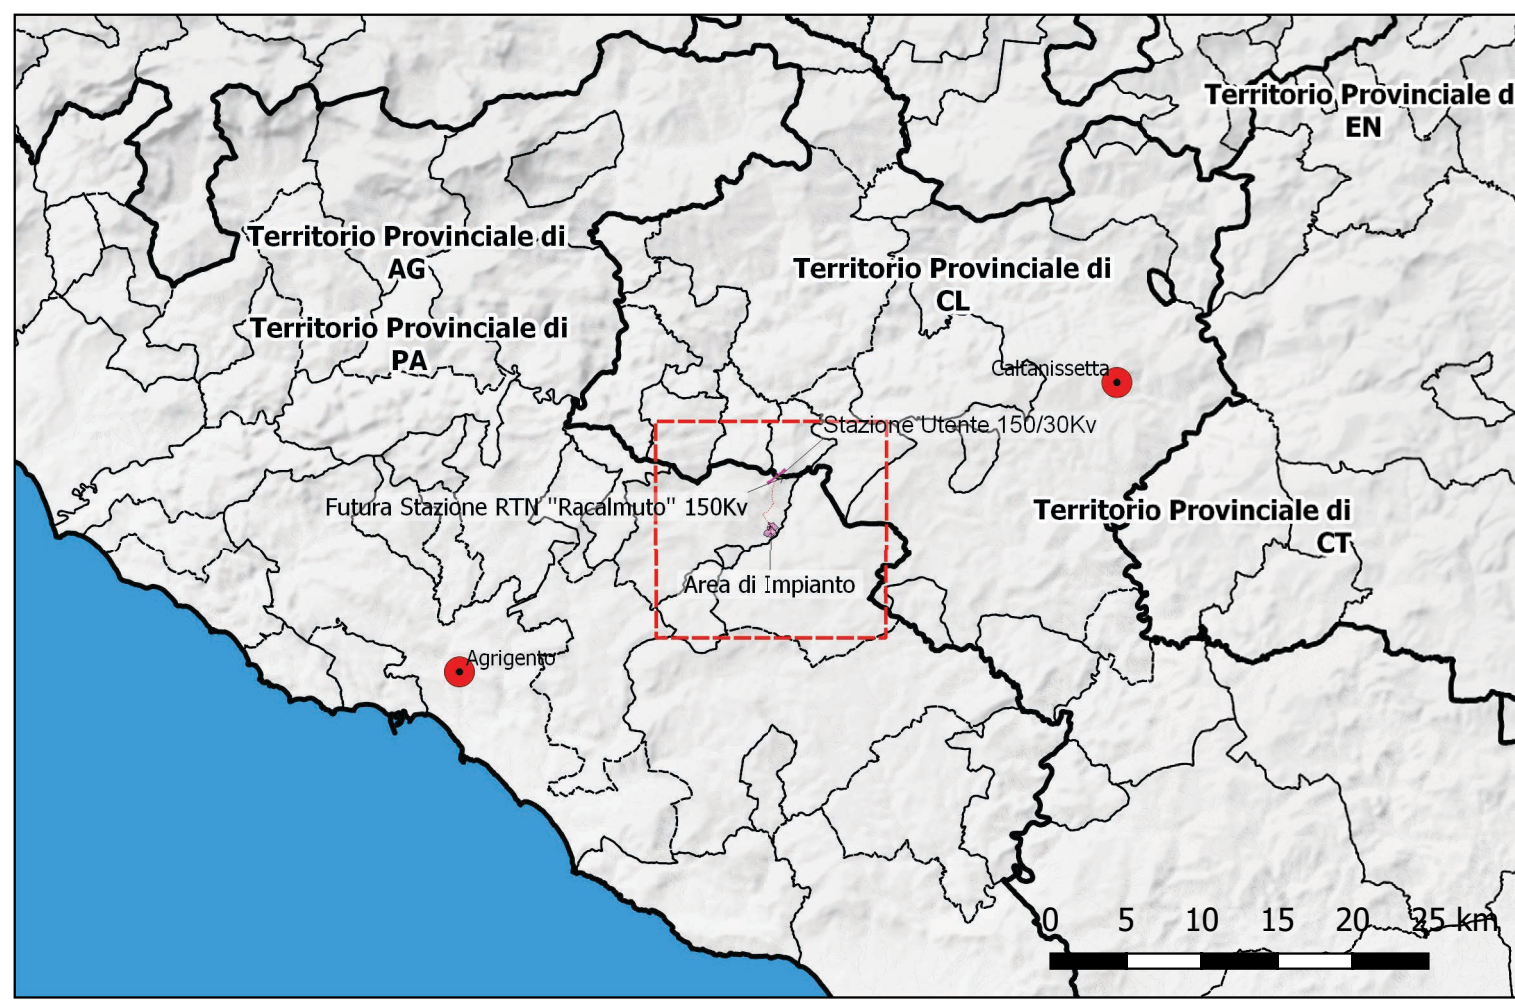 Territorio Provinciale d
EN
Territorio Provinciale di
AG
Territorio Provinciale di
CL
Territorio Provinciale di
PA
Caltanissetta
Stazione Utente 150/30Kv
Futura Stazione RTN "Racalmuto" 150Kv
Territorio Provinciale di
CT
Area di Impianto
Agrigento
0 5 10 15 20 25 km